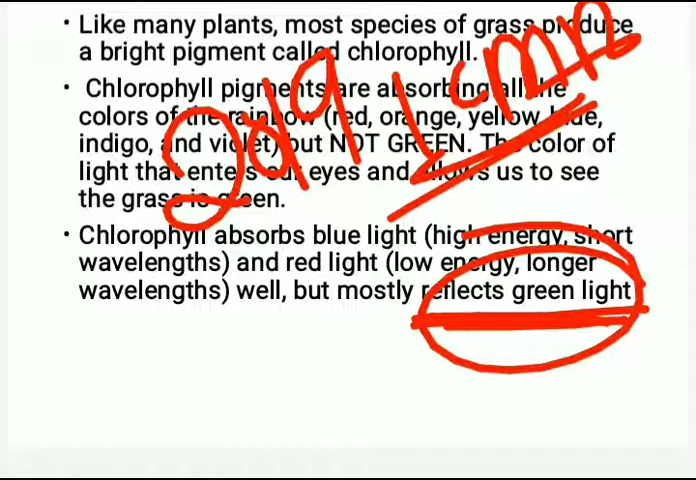 • Like many plants, most species of grass produce
a bright pigment called chlorophyll.
• Chlorophyll pigments are absorbing all the
colors of the rainbow (red, orange, yellow, blue,
indigo, and violet) but NOT GREEN. The color of
light that enters our eyes and allows us to see
the grass is green.
• Chlorophyll absorbs blue light (high energy, short
wavelengths) and red light (low energy, longer
wavelengths) well, but mostly reflects green light